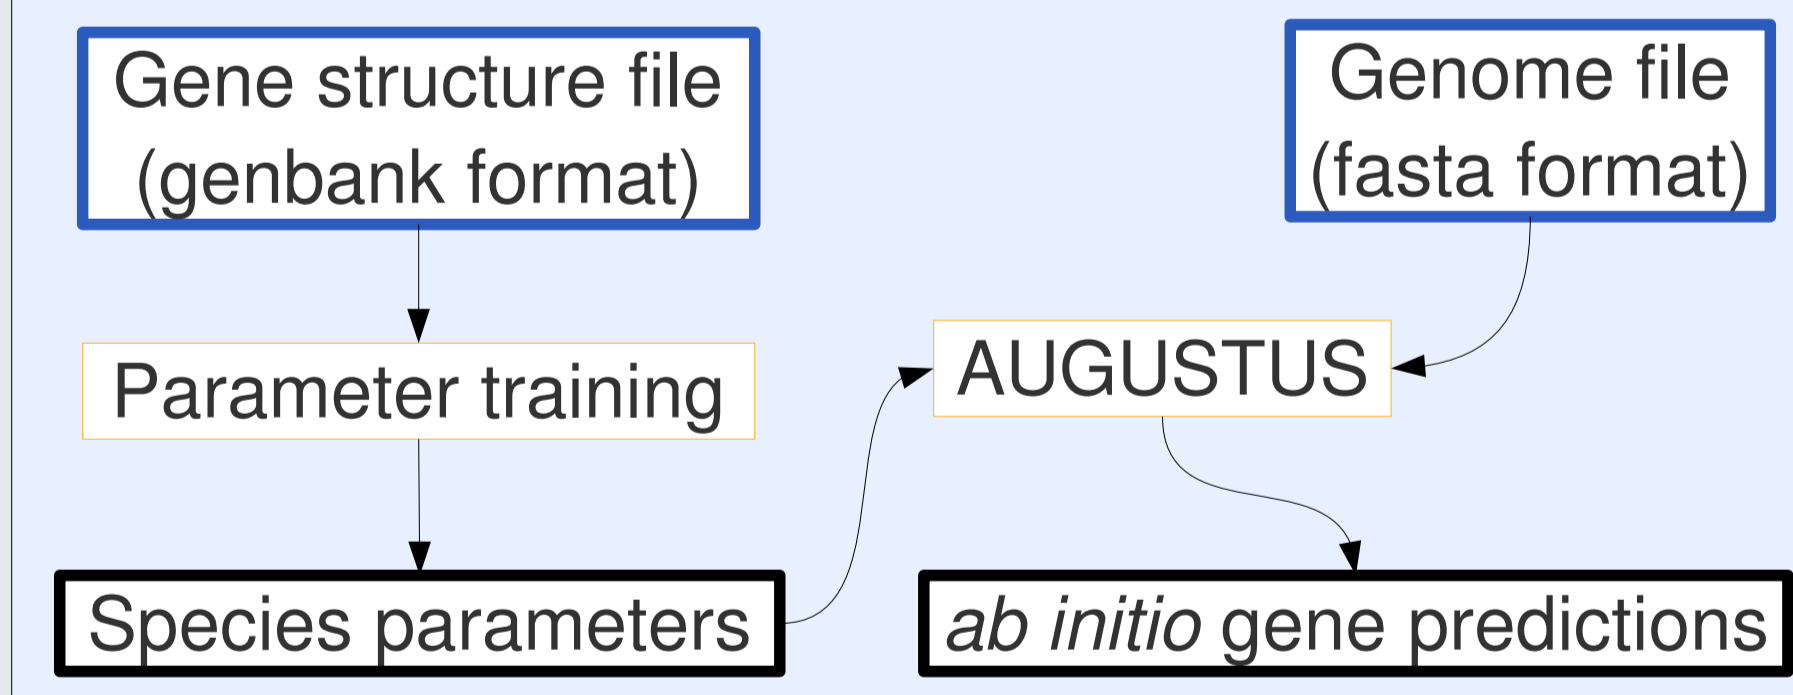 Gene structure file
(genbank format)
Genome file
(fasta format)
Parameter training
AUGUSTUS
Species parameters
ab initio gene predictions